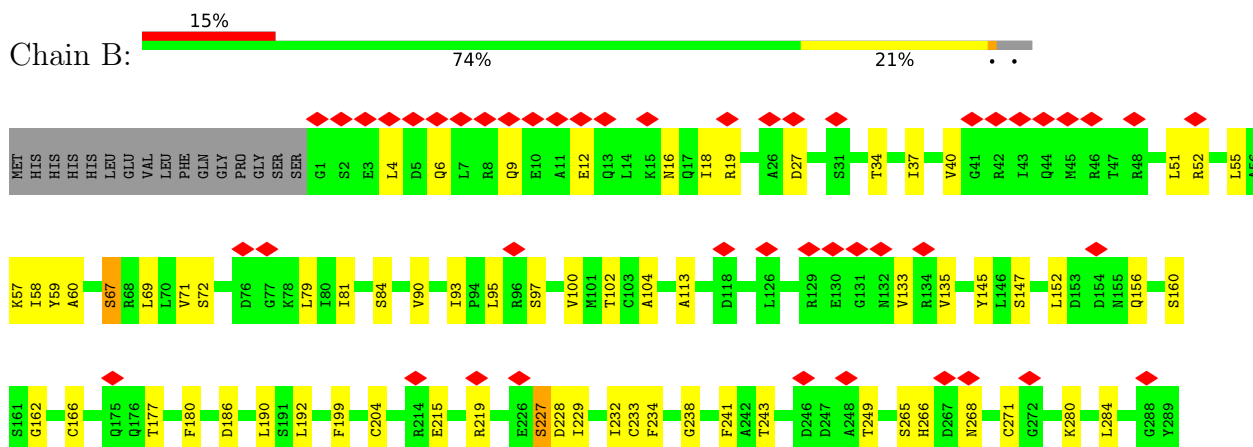 Chain B:
15%
74%
21%
• •
MET HIS HIS HIS HIS LEU GLU VAL LEU PHE GLN GLY PRO GLY SER SER G1 S2 E3 L4 D5 Q6 L7 R8 Q9 E10 A11 E12 Q13 L14 K15 N16 Q17 I18 R19 A26 D27 S31 T34 I37 V40 G41 R42 I43 Q44 M45 R46 T47 R48 L51 R52 L55 A56
K57 I58 Y59 A60 S67 R68 L69 L70 V71 S72 D76 G77 K78 L79 I80 I81 S84 V90 I93 P94 L95 R96 S97 V100 M101 T102 C103 A104 A113 D118 L126 R129 E130 G131 N132 V133 R134 V135 Y145 L146 S147 L152 D153 D154 N155 Q156 S160
S161 G162 C166 Q175 Q176 T177 F180 D186 L190 S191 L192 F199 C204 R214 E215 R219 E226 S227 D228 I229 I232 C233 F234 G238 F241 A242 T243 D246 D247 A248 T249 S265 H266 D267 N268 C271 G272 K280 L284 G288 Y289